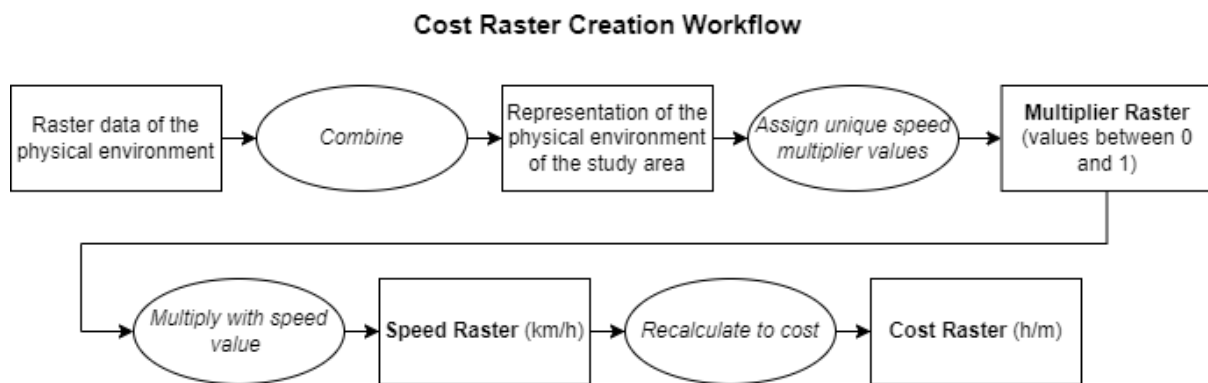 Cost Raster Creation Workflow
Raster data of the
physical environment
Combine
Representation of the
physical environment
of the study area
Assign unique speed
multiplier values
Multiplier Raster
(values between 0
and 1)
Multiply with speed
value
Speed Raster (km/h)
Recalculate to cost
Cost Raster (h/m)